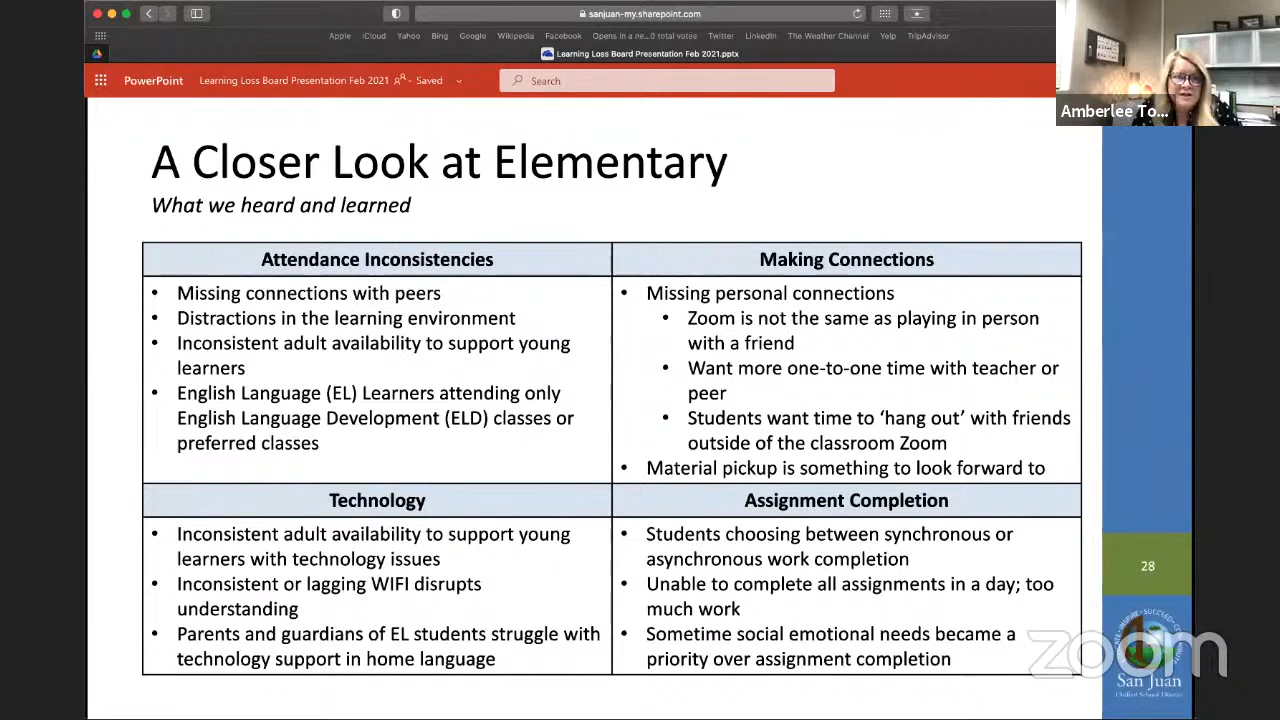 sanjuan-my.sharepoint.com
Apple iCloud Yahoo Bing Google Wikipedia Facebook Opens in a ne...0 total votes Twitter LinkedIn The Weather Channel Yelp TripAdvisor
Learning Loss Board Presentation Feb 2021.pptx
PowerPoint Learning Loss Board Presentation Feb 2021 - Saved Search
Amberlee To...
A Closer Look at Elementary
What we heard and learned
Attendance Inconsistencies
• Missing connections with peers
• Distractions in the learning environment
• Inconsistent adult availability to support young
learners
• English Language (EL) Learners attending only
English Language Development (ELD) classes or
preferred classes
Making Connections
• Missing personal connections
• Zoom is not the same as playing in person
with a friend
• Want more one-to-one time with teacher or
peer
• Students want time to ‘hang out’ with friends
outside of the classroom Zoom
• Material pickup is something to look forward to
Technology
• Inconsistent adult availability to support young
learners with technology issues
• Inconsistent or lagging WIFI disrupts
understanding
• Parents and guardians of EL students struggle with
technology support in home language
Assignment Completion
• Students choosing between synchronous or
asynchronous work completion
• Unable to complete all assignments in a day; too
much work
• Sometime social emotional needs became a
priority over assignment completion
28
zoom
San Juan
Unified School District